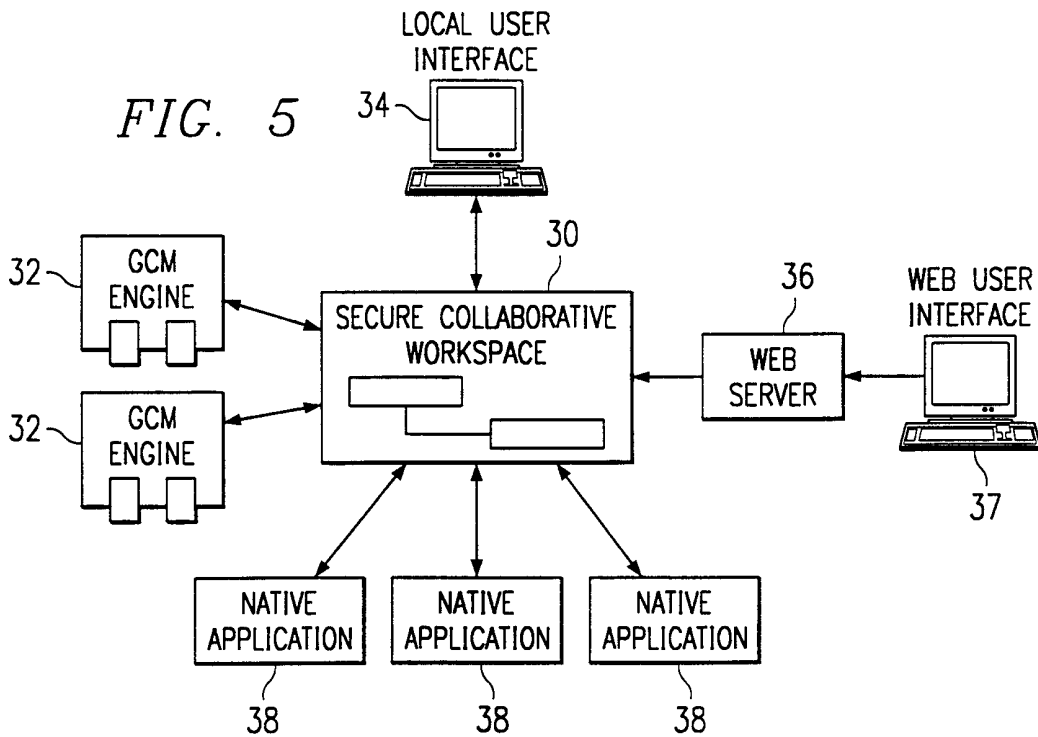 LOCAL USER
INTERFACE
FIG. 5
34
30
32
GCM
ENGINE
SECURE COLLABORATIVE
WORKSPACE
36
WEB USER
INTERFACE
WEB
SERVER
32
GCM
ENGINE
37
NATIVE
APPLICATION
NATIVE
APPLICATION
NATIVE
APPLICATION
38
38
38